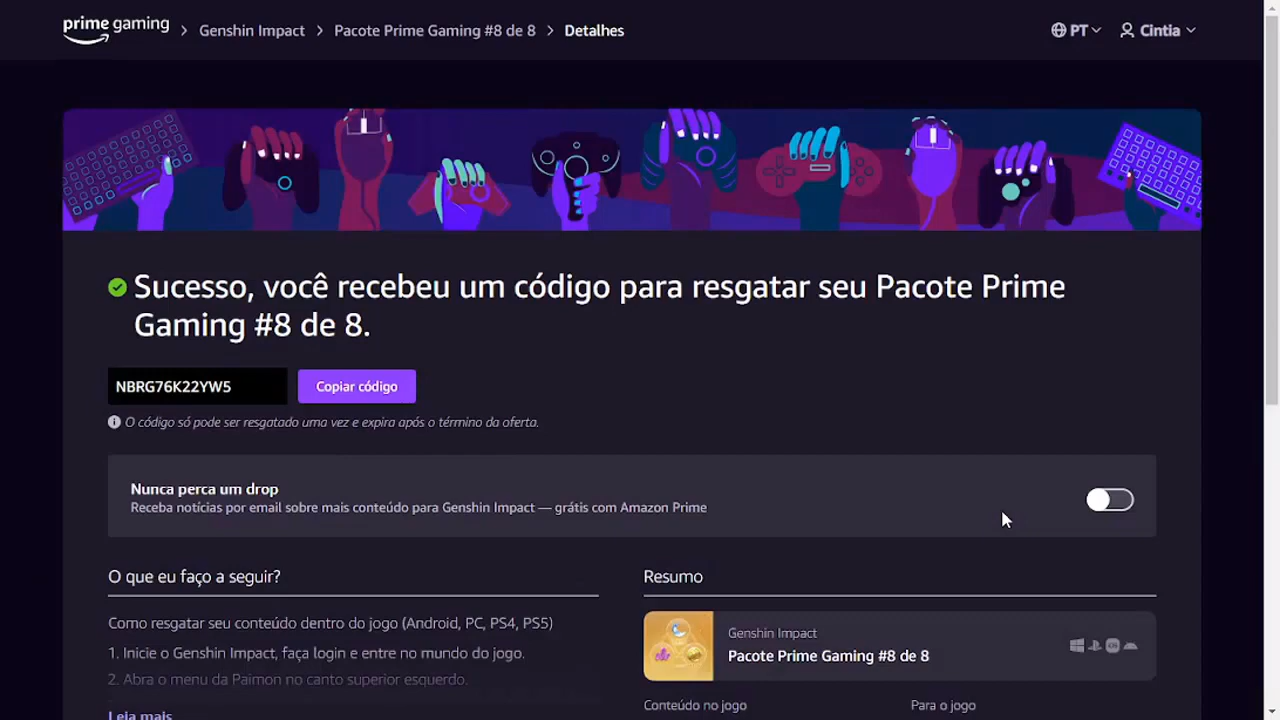 prime gaming > Genshin Impact > Pacote Prime Gaming #8 de 8 > Detalhes
PT
Cintia
Sucesso, você recebeu um código para resgatar seu Pacote Prime
Gaming #8 de 8.
NBRG76K22YW5
Copiar código
O código só pode ser resgatado uma vez e expira após o término da oferta.
Nunca perca um drop
Receba notícias por email sobre mais conteúdo para Genshin Impact — grátis com Amazon Prime
O que eu faço a seguir?
Como resgatar seu conteúdo dentro do jogo (Android, PC, PS4, PS5)
1. Inicie o Genshin Impact, faça login e entre no mundo do jogo.
2. Abra o menu da Paimon no canto superior esquerdo.
Leia mais
Resumo
Genshin Impact
Pacote Prime Gaming #8 de 8
Conteúdo no jogo
Para o jogo